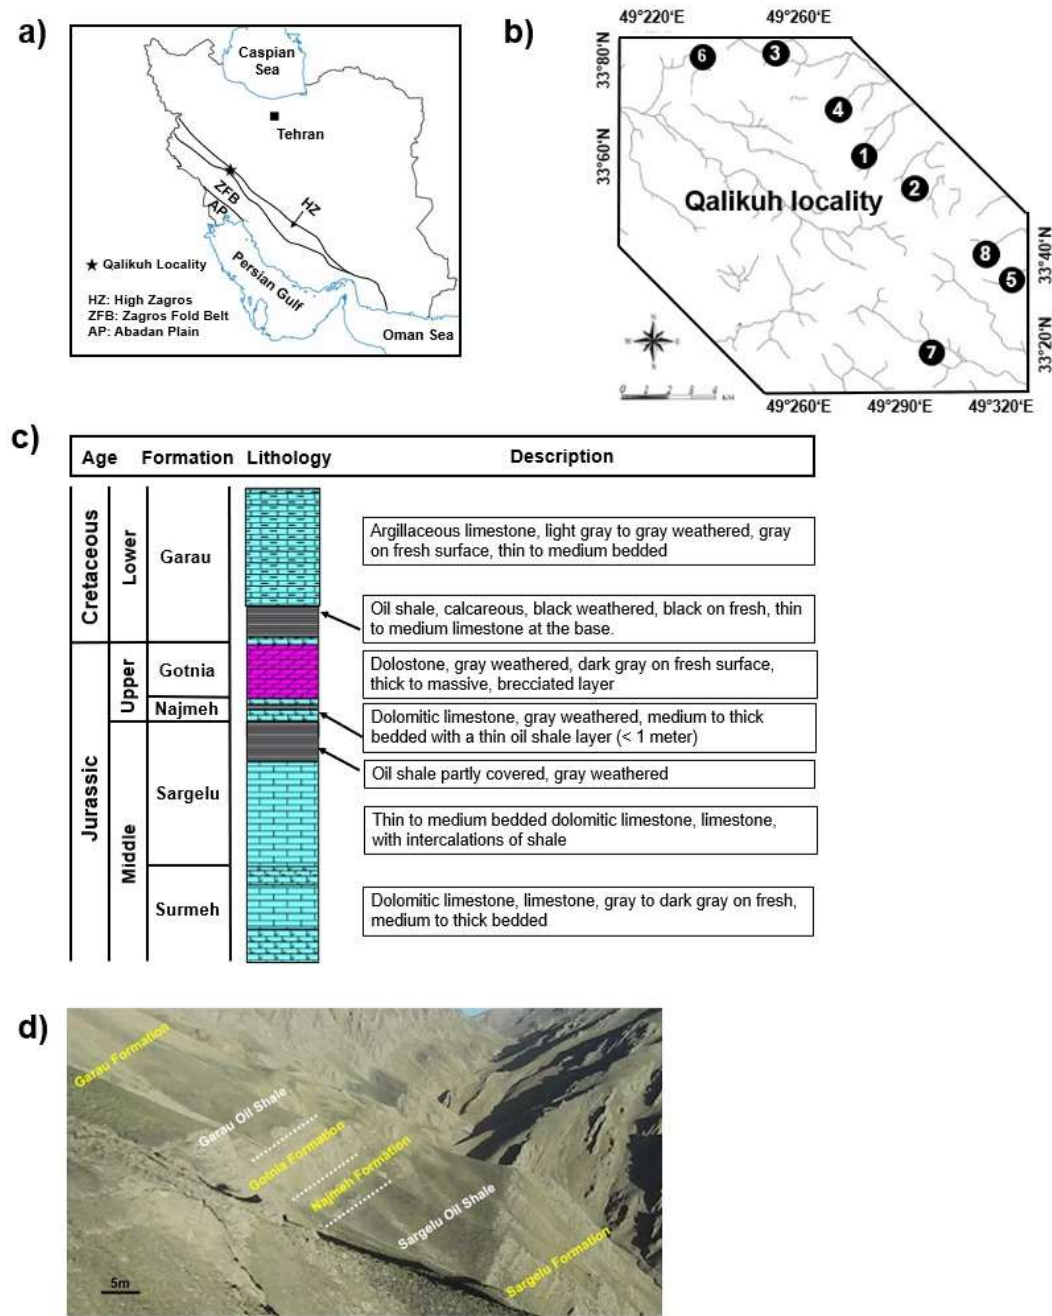 a)
Caspian
Sea
Tehran
ZFB
HZ
AP
Persian Gulf
Oman Sea
Qalikuh Locality
HZ: High Zagros
ZFB: Zagros Fold Belt
AP: Abadan Plain
b)
49°220'E 49°260'E
33°80'N
33°60'N
6
3
4
1
2
Qalikuh locality
8
5
7
33°40'N
33°20'N
N
W E
S
0 1 2 3 4
KM
49°260'E 49°290'E 49°320'E
c)
Age Formation Lithology Description
Cretaceous
Lower
Garau
Argillaceous limestone, light gray to gray weathered, gray
on fresh surface, thin to medium bedded
Oil shale, calcareous, black weathered, black on fresh, thin
to medium limestone at the base.
Jurassic
Upper
Gotnia
Dolostone, gray weathered, dark gray on fresh surface,
thick to massive, brecciated layer
Najmeh
Dolomitic limestone, gray weathered, medium to thick
bedded with a thin oil shale layer (< 1 meter)
Middle
Sargelu
Oil shale partly covered, gray weathered
Thin to medium bedded dolomitic limestone, limestone,
with intercalations of shale
Surmeh
Dolomitic limestone, limestone, gray to dark gray on fresh,
medium to thick bedded
d)
Garau Formation
Garau Oil Shale
Gotnia Formation
Najmeh Formation
Sargelu Oil Shale
Sargelu Formation
5m